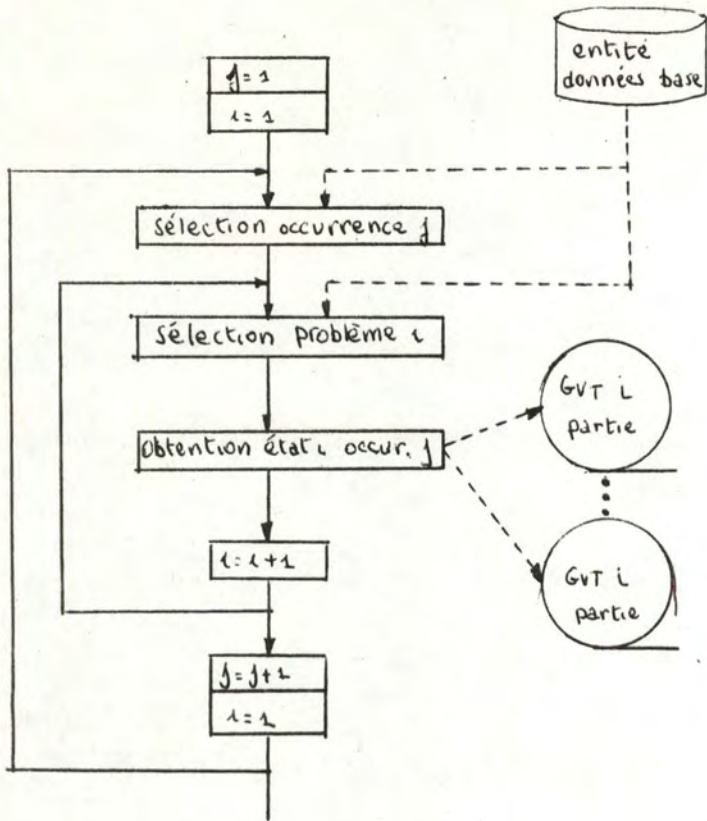 entité
données base
j = 1
i = 1
sélection occurrence j
sélection problème i
GVT i
partie
Obtention état i occur. j
i = i + 1
GVT i
partie
j = j + 1
i = 1